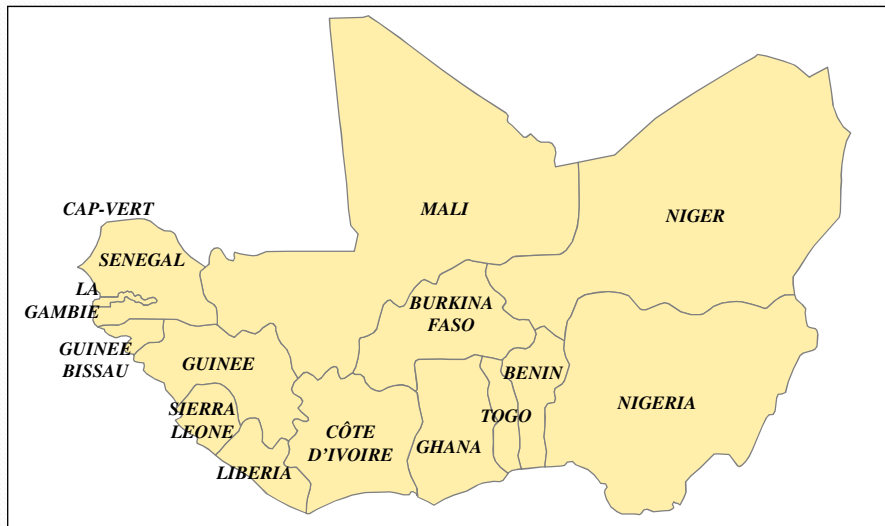 CAP-VERT
MALI
NIGER
SENEGAL
LA
GAMBIE
BURKINA
FASO
GUINEE
BISSAU
GUINEE
BENIN
SIERRA
LEONE
CÔTE
D'IVOIRE
TOGO
NIGERIA
GHANA
LIBERIA